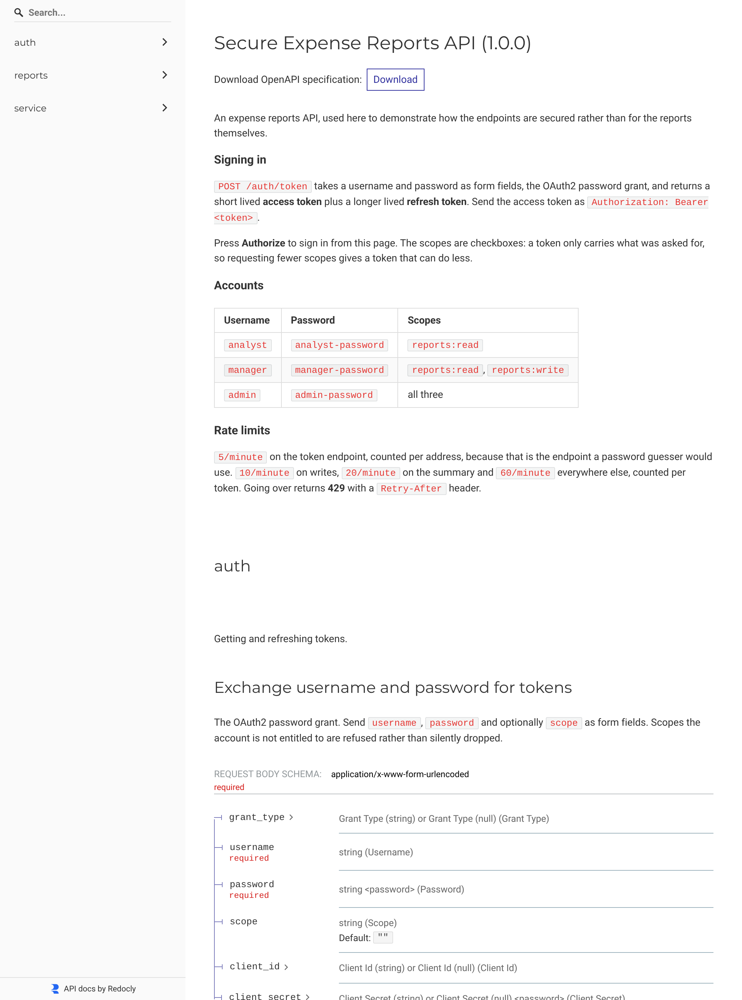 Search...
auth
reports
service
API docs by Redocly
Secure Expense Reports API (1.0.0)
Download OpenAPI specification: Download
An expense reports API, used here to demonstrate how the endpoints are secured rather than for the reports
themselves.
Signing in
POST /auth/token takes a username and password as form fields, the OAuth2 password grant, and returns a
short lived access token plus a longer lived refresh token. Send the access token as Authorization: Bearer
<token>.
Press Authorize to sign in from this page. The scopes are checkboxes: a token only carries what was asked for,
so requesting fewer scopes gives a token that can do less.
Accounts
Username Password Scopes
analyst analyst-password reports:read
manager manager-password reports:read, reports:write
admin admin-password all three
Rate limits
5/minute on the token endpoint, counted per address, because that is the endpoint a password guesser would
use. 10/minute on writes, 20/minute on the summary and 60/minute everywhere else, counted per
token. Going over returns 429 with a Retry-After header.
auth
Getting and refreshing tokens.
Exchange username and password for tokens
The OAuth2 password grant. Send username, password and optionally scope as form fields. Scopes the
account is not entitled to are refused rather than silently dropped.
REQUEST BODY SCHEMA: application/x-www-form-urlencoded
required
grant_type Grant Type (string) or Grant Type (null) (Grant Type)
username string (Username)
required
password string <password> (Password)
required
scope string (Scope)
Default: ""
client_id Client Id (string) or Client Id (null) (Client Id)
client_secret Client Secret (string) or Client Secret (null) <password> (Client Secret)